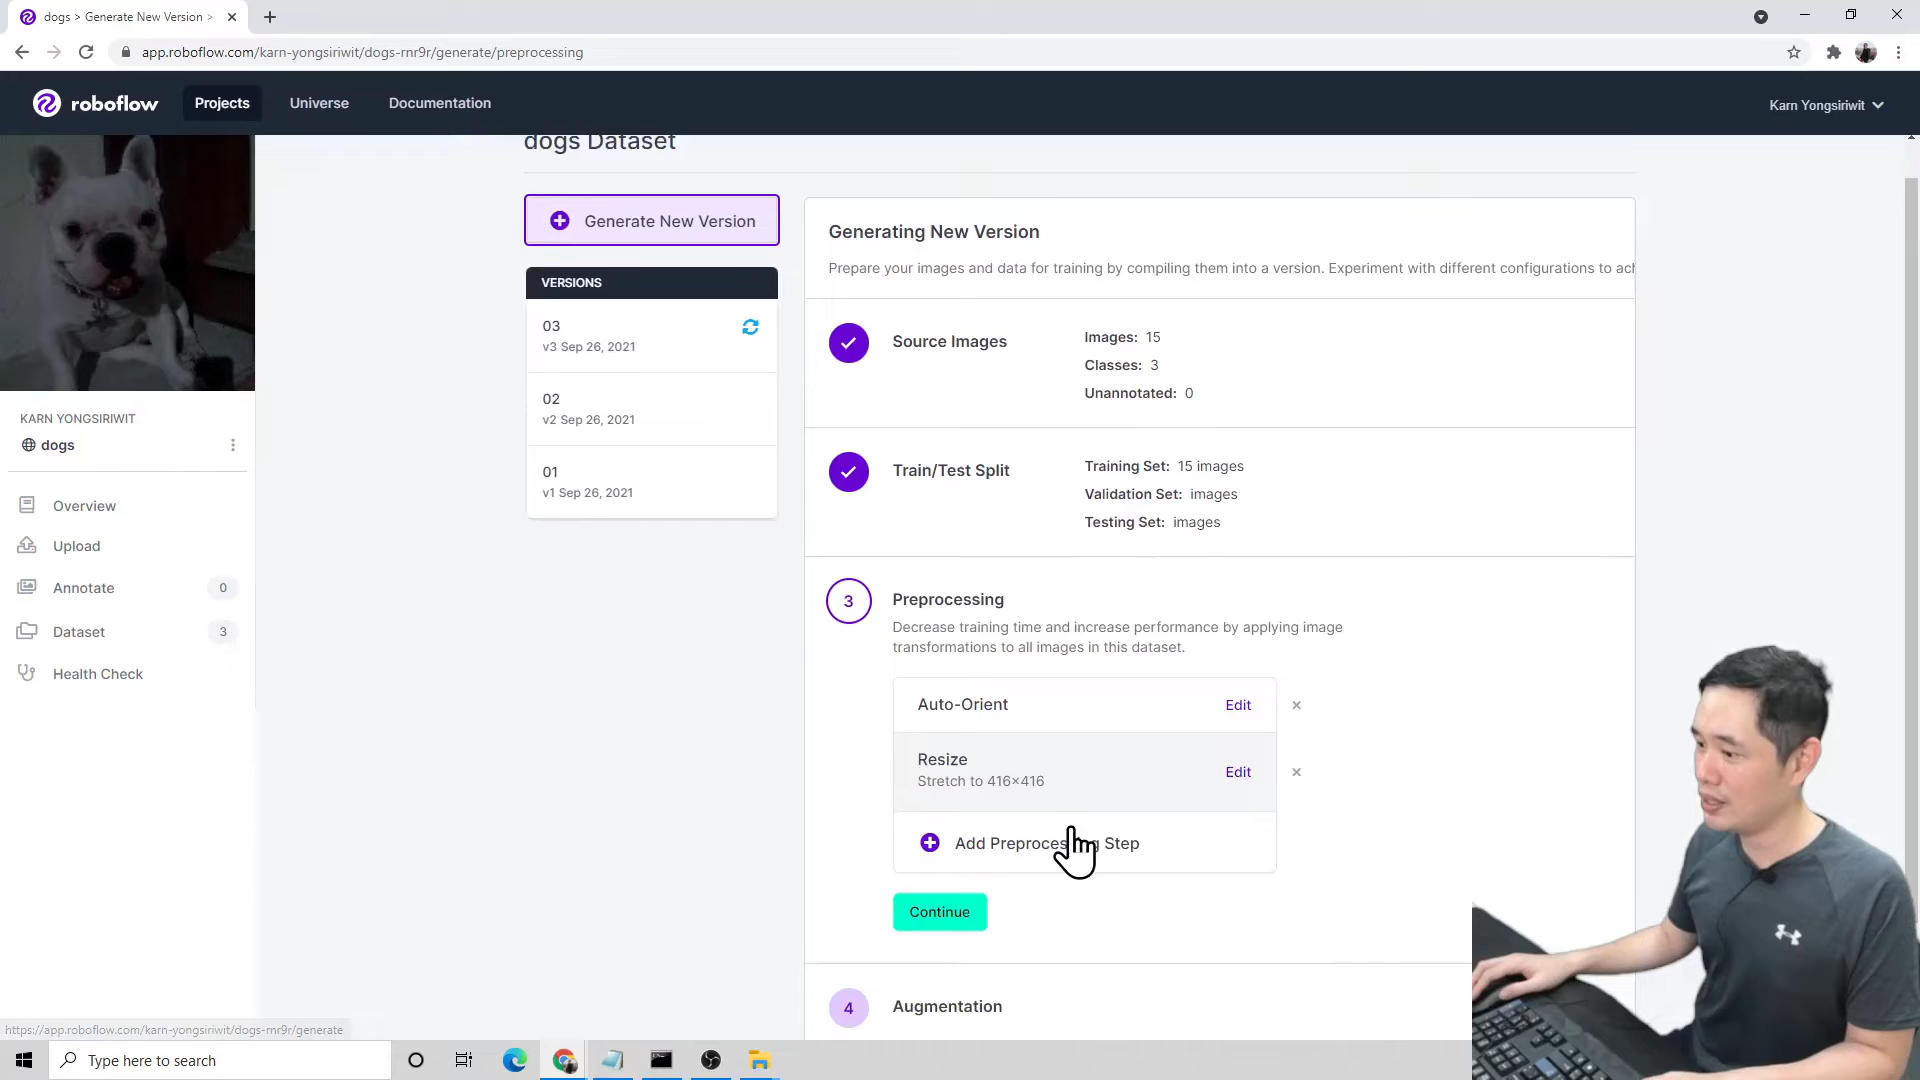 dogs > Generate New Version >
app.roboflow.com/karn-yongsiriwit/dogs-rnr9r/generate/preprocessing
roboflow
Projects
Universe
Documentation
Karn Yongsiriwit
dogs Dataset
Generate New Version
VERSIONS
03
v3 Sep 26, 2021
02
v2 Sep 26, 2021
01
v1 Sep 26, 2021
KARN YONGSIRIWIT
dogs
Overview
Upload
Annotate 0
Dataset 3
Health Check
Generating New Version
Prepare your images and data for training by compiling them into a version. Experiment with different configurations to
Source Images
Images: 15
Classes: 3
Unannotated: 0
Train/Test Split
Training Set: 15 images
Validation Set: images
Testing Set: images
3
Preprocessing
Decrease training time and increase performance by applying image
transformations to all images in this dataset.
Auto-Orient Edit ×
Resize
Stretch to 416×416
Edit ×
Add Step
Continue
4
Augmentation
https://app.roboflow.com/karn-yongsiriwit/dogs-rnr9r/generate
Type here to search